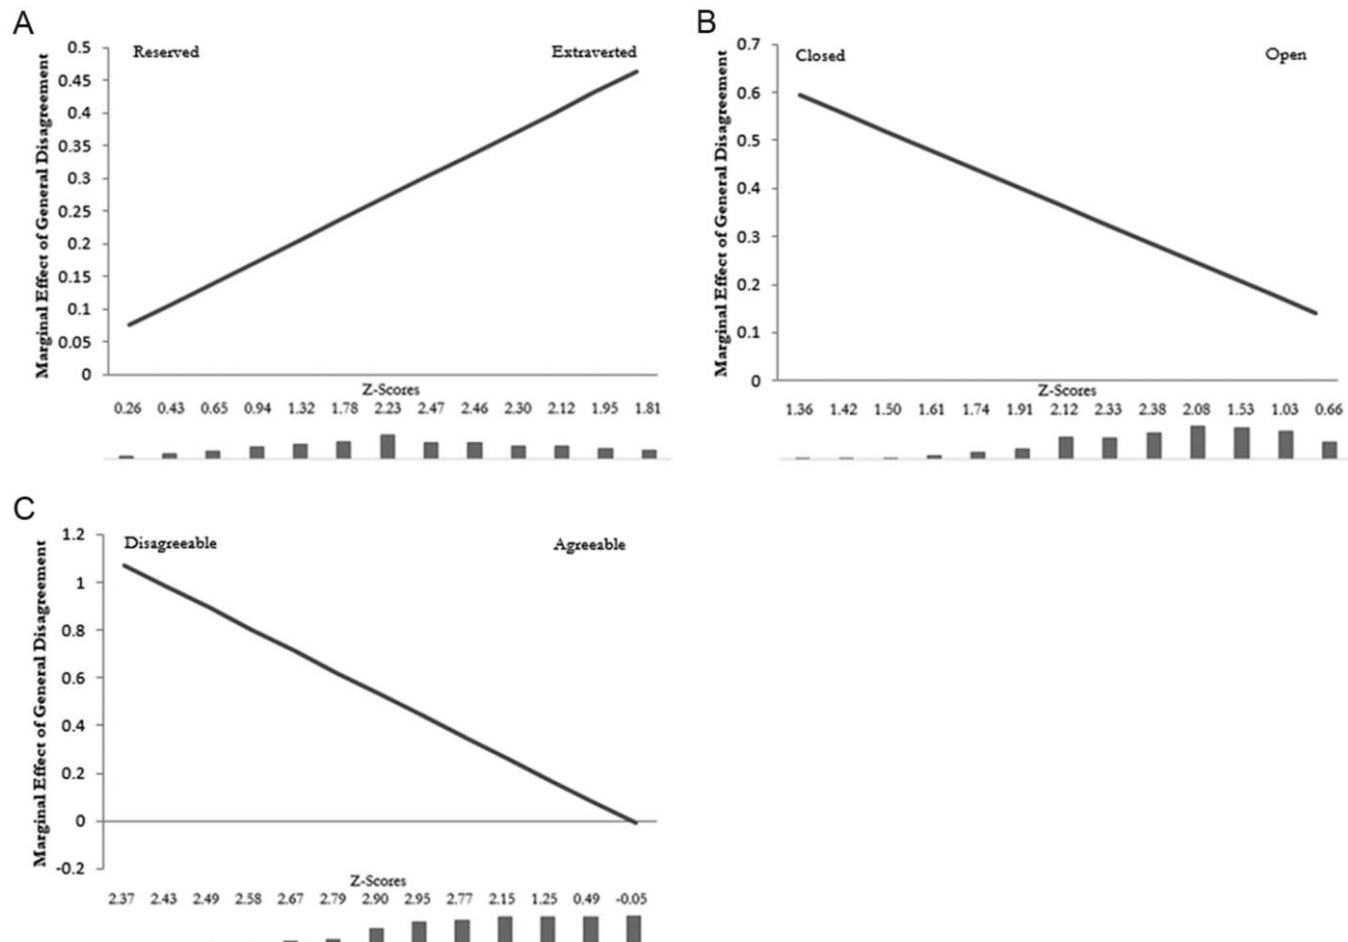 A
Marginal Effect of General Disagreement
Reserved
Extraverted
0.5
0.45
0.4
0.35
0.3
0.25
0.2
0.15
0.1
0.05
0
Z-Scores
0.26 0.43 0.65 0.94 1.32 1.78 2.23 2.47 2.46 2.30 2.12 1.95 1.81
B
Marginal Effect of General Disagreement
Closed
Open
0.7
0.6
0.5
0.4
0.3
0.2
0.1
0
Z-Scores
1.36 1.42 1.50 1.61 1.74 1.91 2.12 2.33 2.38 2.08 1.53 1.03 0.66
C
Marginal Effect of General Disagreement
Disagreeable
Agreeable
1.2
1
0.8
0.6
0.4
0.2
0
-0.2
Z-Scores
2.37 2.43 2.49 2.58 2.67 2.79 2.90 2.95 2.77 2.15 1.25 0.49 -0.05